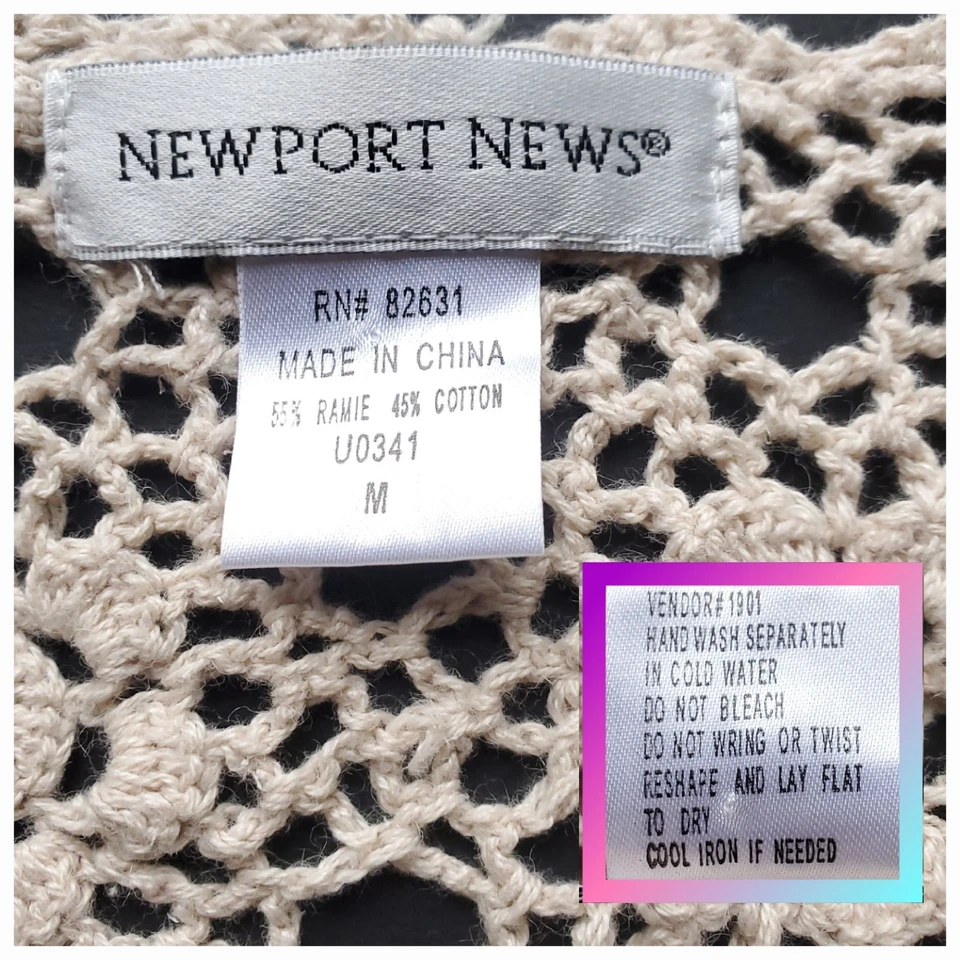 NEWPORT NEWS®
RN# 82631
MADE IN CHINA
55% RAMIE 45% COTTON
U0341
M
VENDOR# 1901
HAND WASH SEPARATELY
IN COLD WATER
DO NOT BLEACH
DO NOT WRING OR TWIST
RESHAPE AND LAY FLAT
TO DRY
COOL IRON IF NEEDED